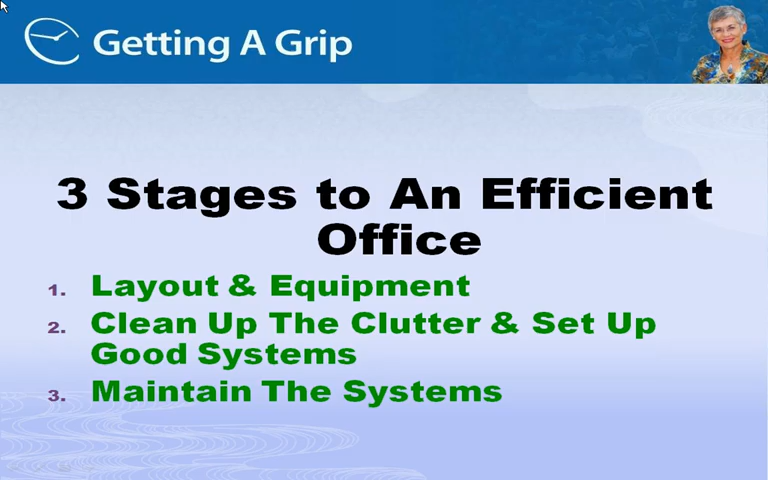 Getting A Grip
3 Stages to An Efficient
Office
1. Layout & Equipment
2. Clean Up The Clutter & Set Up
Good Systems
3. Maintain The Systems